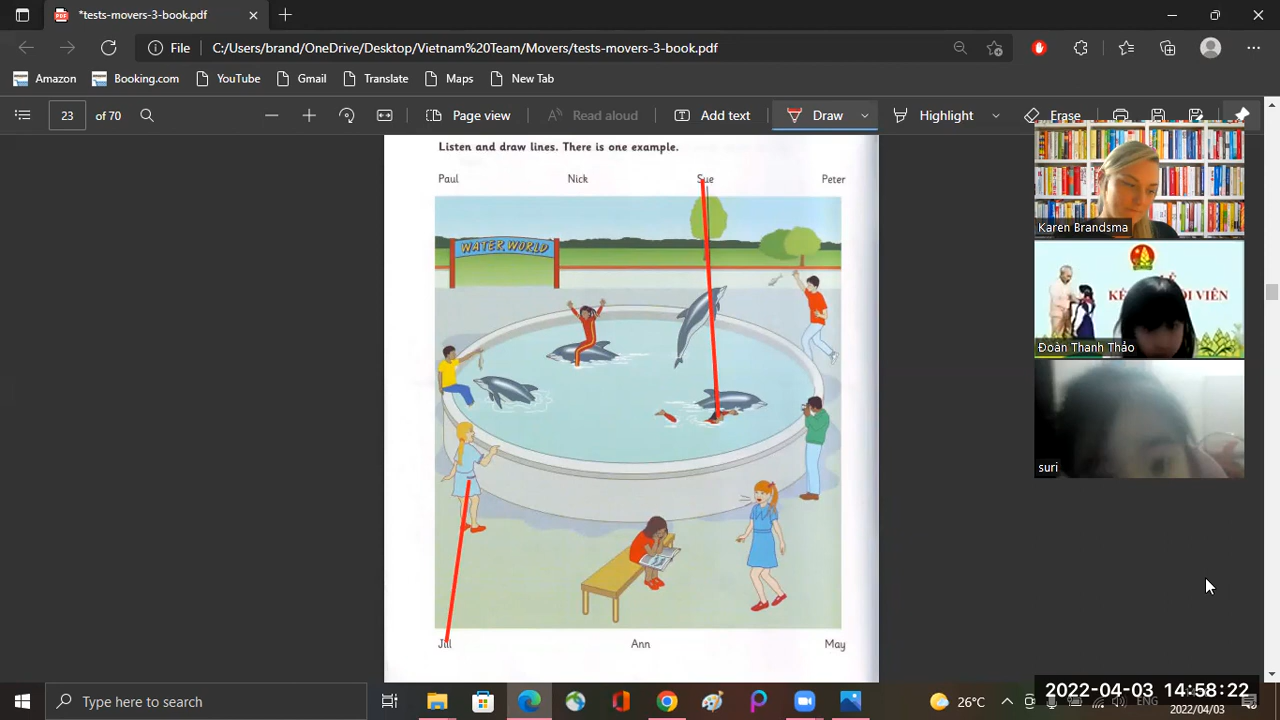 *tests-movers-3-book.pdf
File C:/Users/brand/OneDrive/Desktop/Vietnam%20Team/Movers/tests-movers-3-book.pdf
Amazon Booking.com YouTube Gmail Translate Maps New Tab
23 of 70 Page view Read aloud Add text Draw Highlight Erase
Listen and draw lines. There is one example.
Paul Nick Sue Peter
WATER WORLD
Jill Ann May
Karen Brandsma
Đoàn Thanh Thảo
suri
Type here to search
26°C
ENG
2022-04-03 14:58:22
2022/04/03